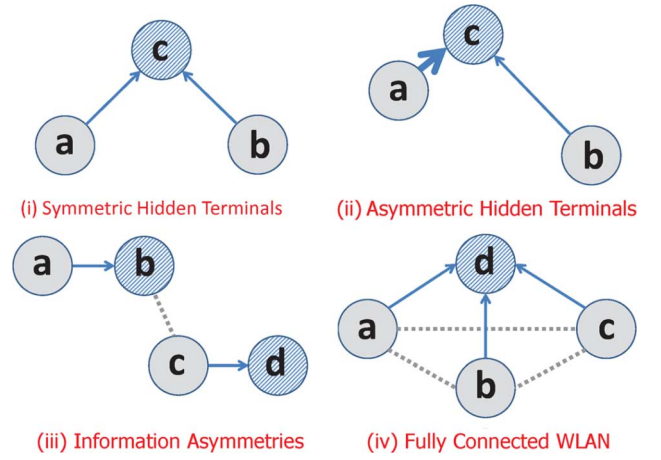 c
a
b
(i) Symmetric Hidden Terminals
c
a
b
(ii) Asymmetric Hidden Terminals
a
b
c
d
(iii) Information Asymmetries
d
a
c
b
(iv) Fully Connected WLAN